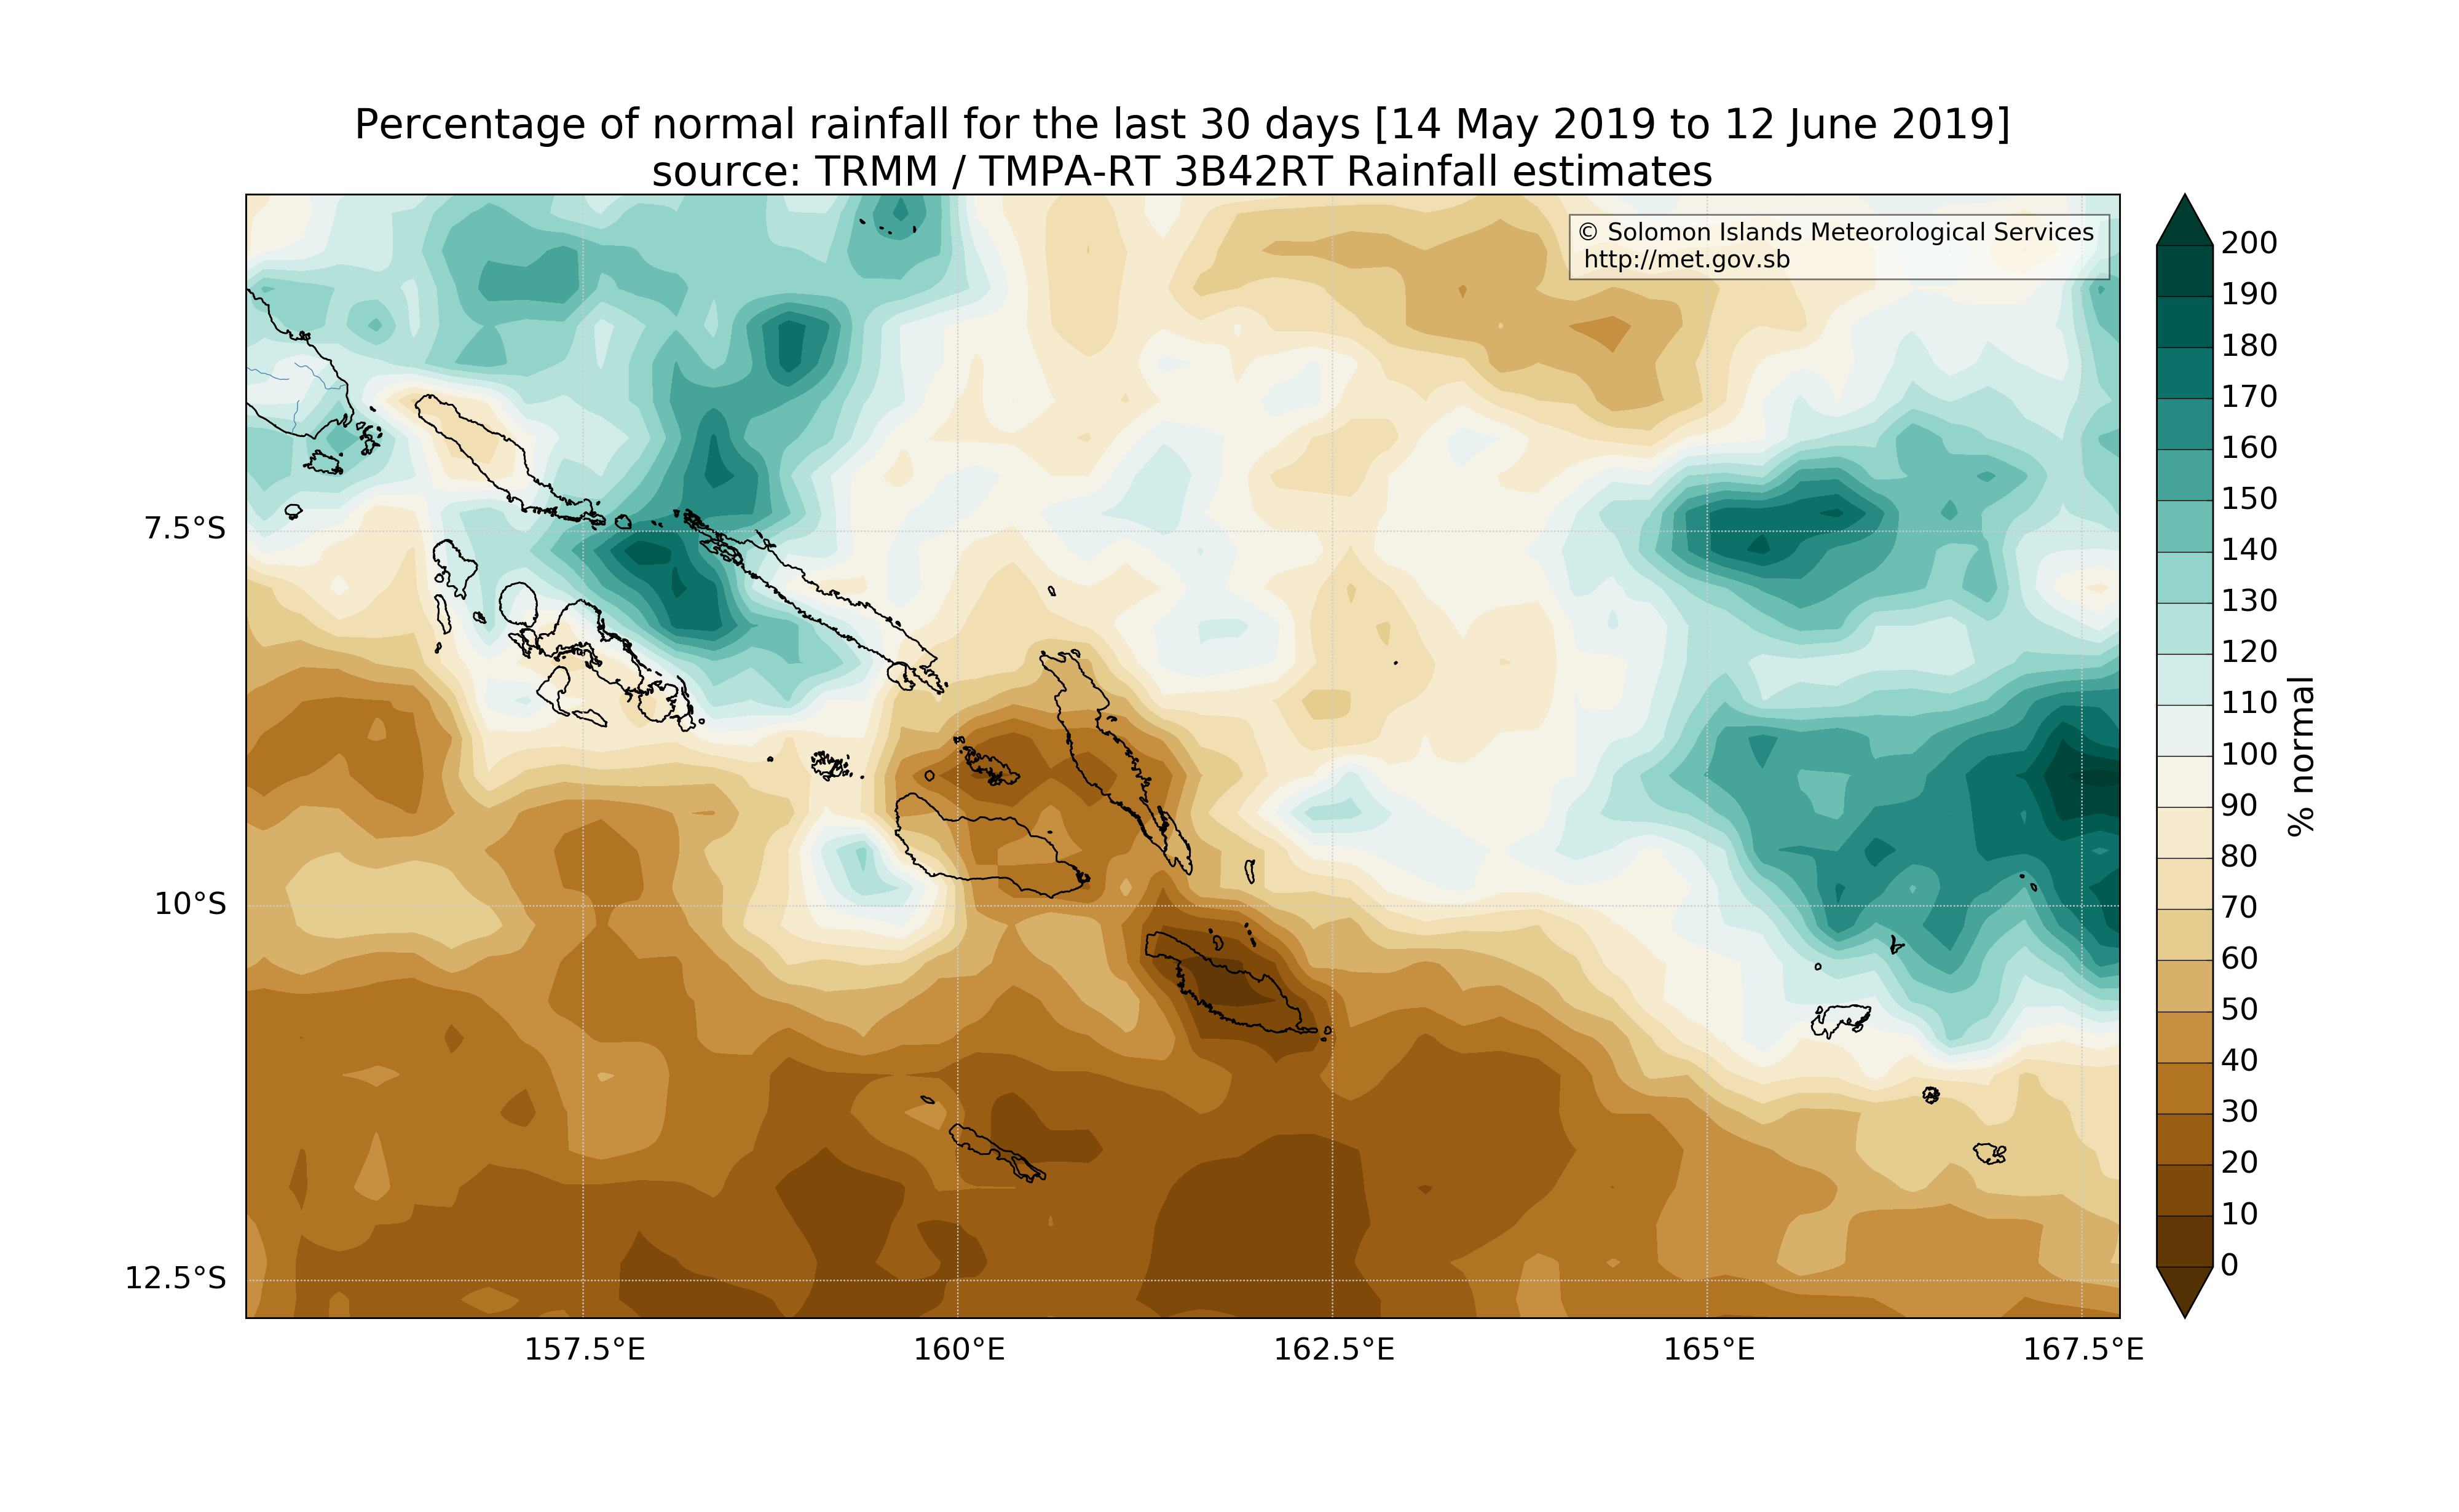 Percentage of normal rainfall for the last 30 days [14 May 2019 to 12 June 2019]
source: TRMM / TMPA-RT 3B42RT Rainfall estimates
© Solomon Islands Meteorological Services
http://met.gov.sb
7.5°S
10°S
12.5°S
157.5°E
160°E
162.5°E
165°E
167.5°E
200
190
180
170
160
150
140
130
120
110
100
90
80
70
60
50
40
30
20
10
0
% normal